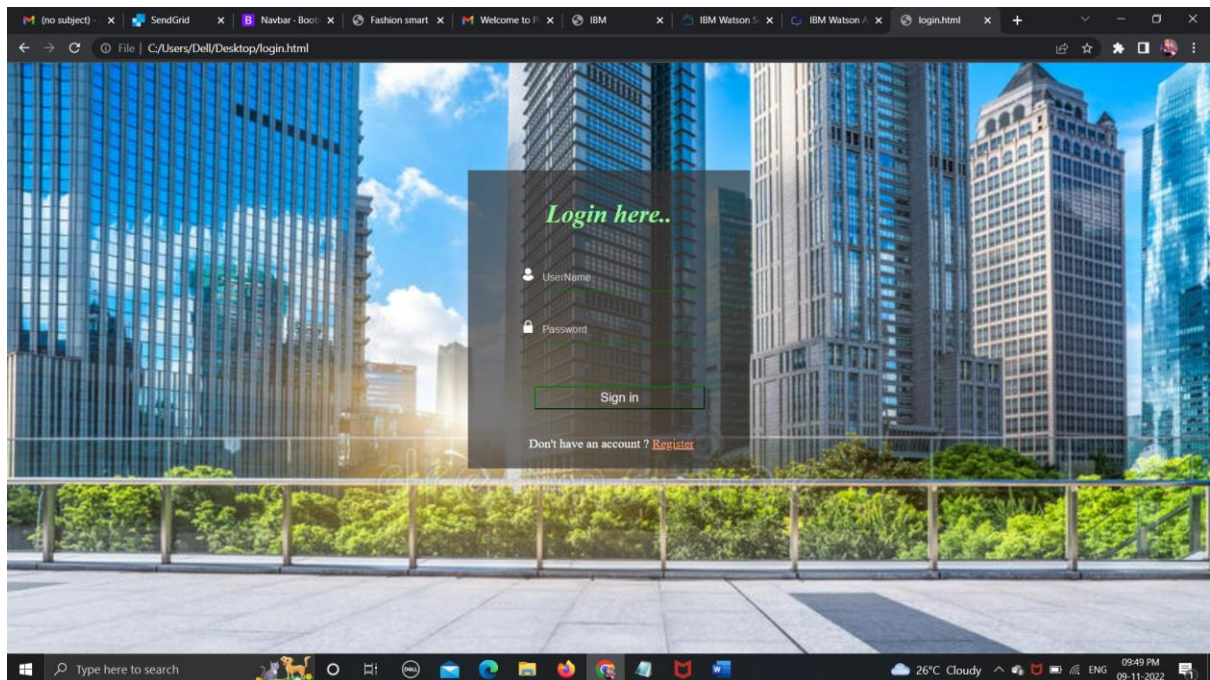 (no subject) -
SendGrid
Navbar · Boots
Fashion smart
Welcome to P
IBM
IBM Watson S
IBM Watson A
login.html
File | C:/Users/Dell/Desktop/login.html
Login here..
UserName
Password
Sign in
Don't have an account ? Register
Type here to search
DELL
26°C Cloudy
ENG
09:49 PM
09-11-2022